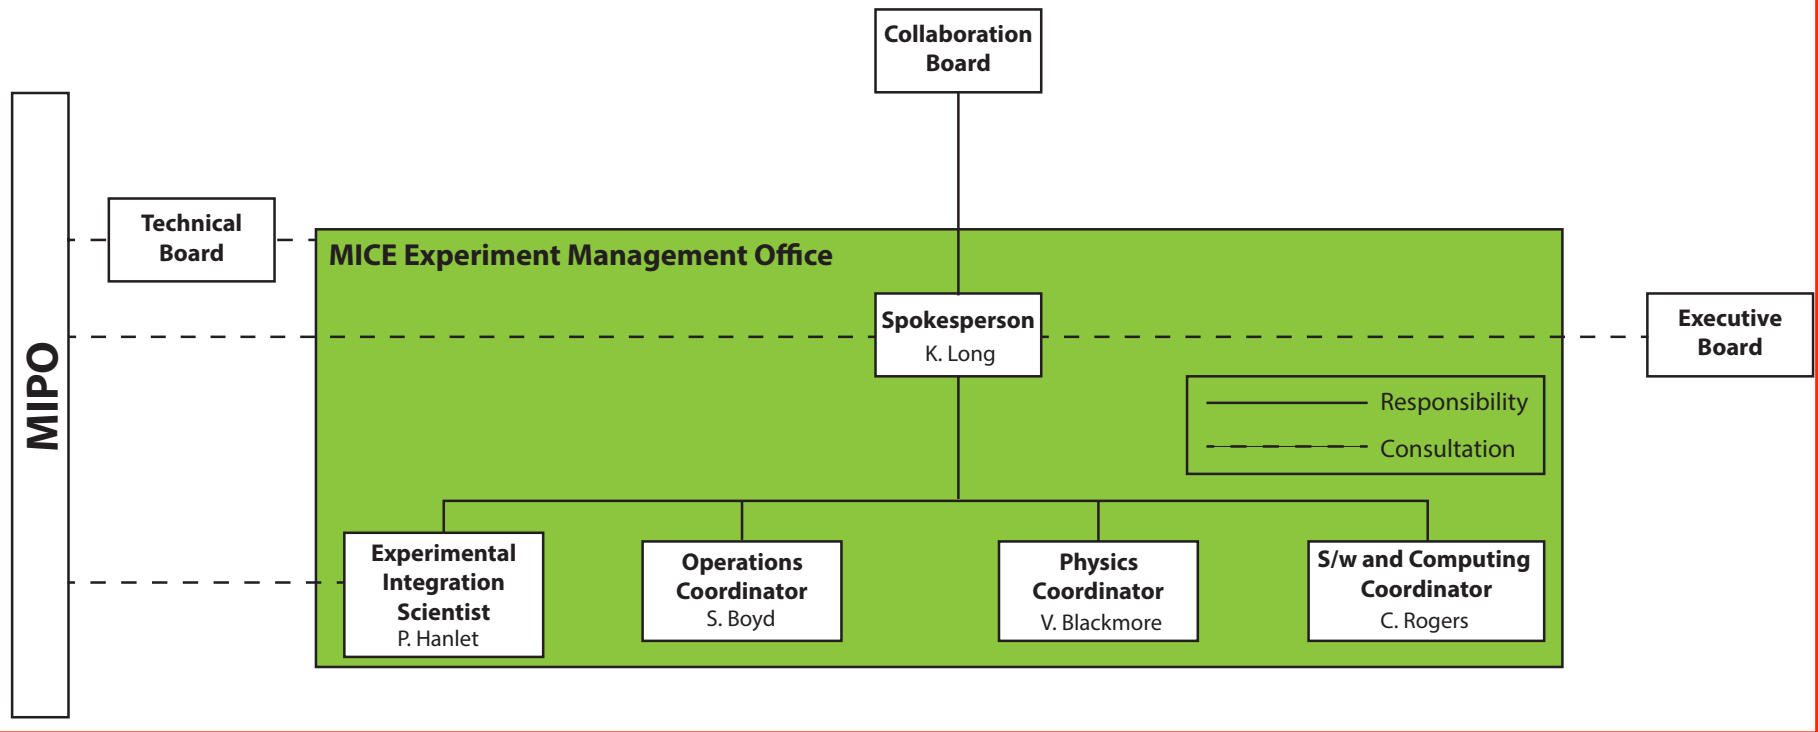 Collaboration
Board
Technical
Board
MICE Experiment Management Office
Spokesperson
K. Long
Executive
Board
MIPO
Responsibility
Consultation
Experimental
Integration
Scientist
P. Hanlet
Operations
Coordinator
S. Boyd
Physics
Coordinator
V. Blackmore
S/w and Computing
Coordinator
C. Rogers